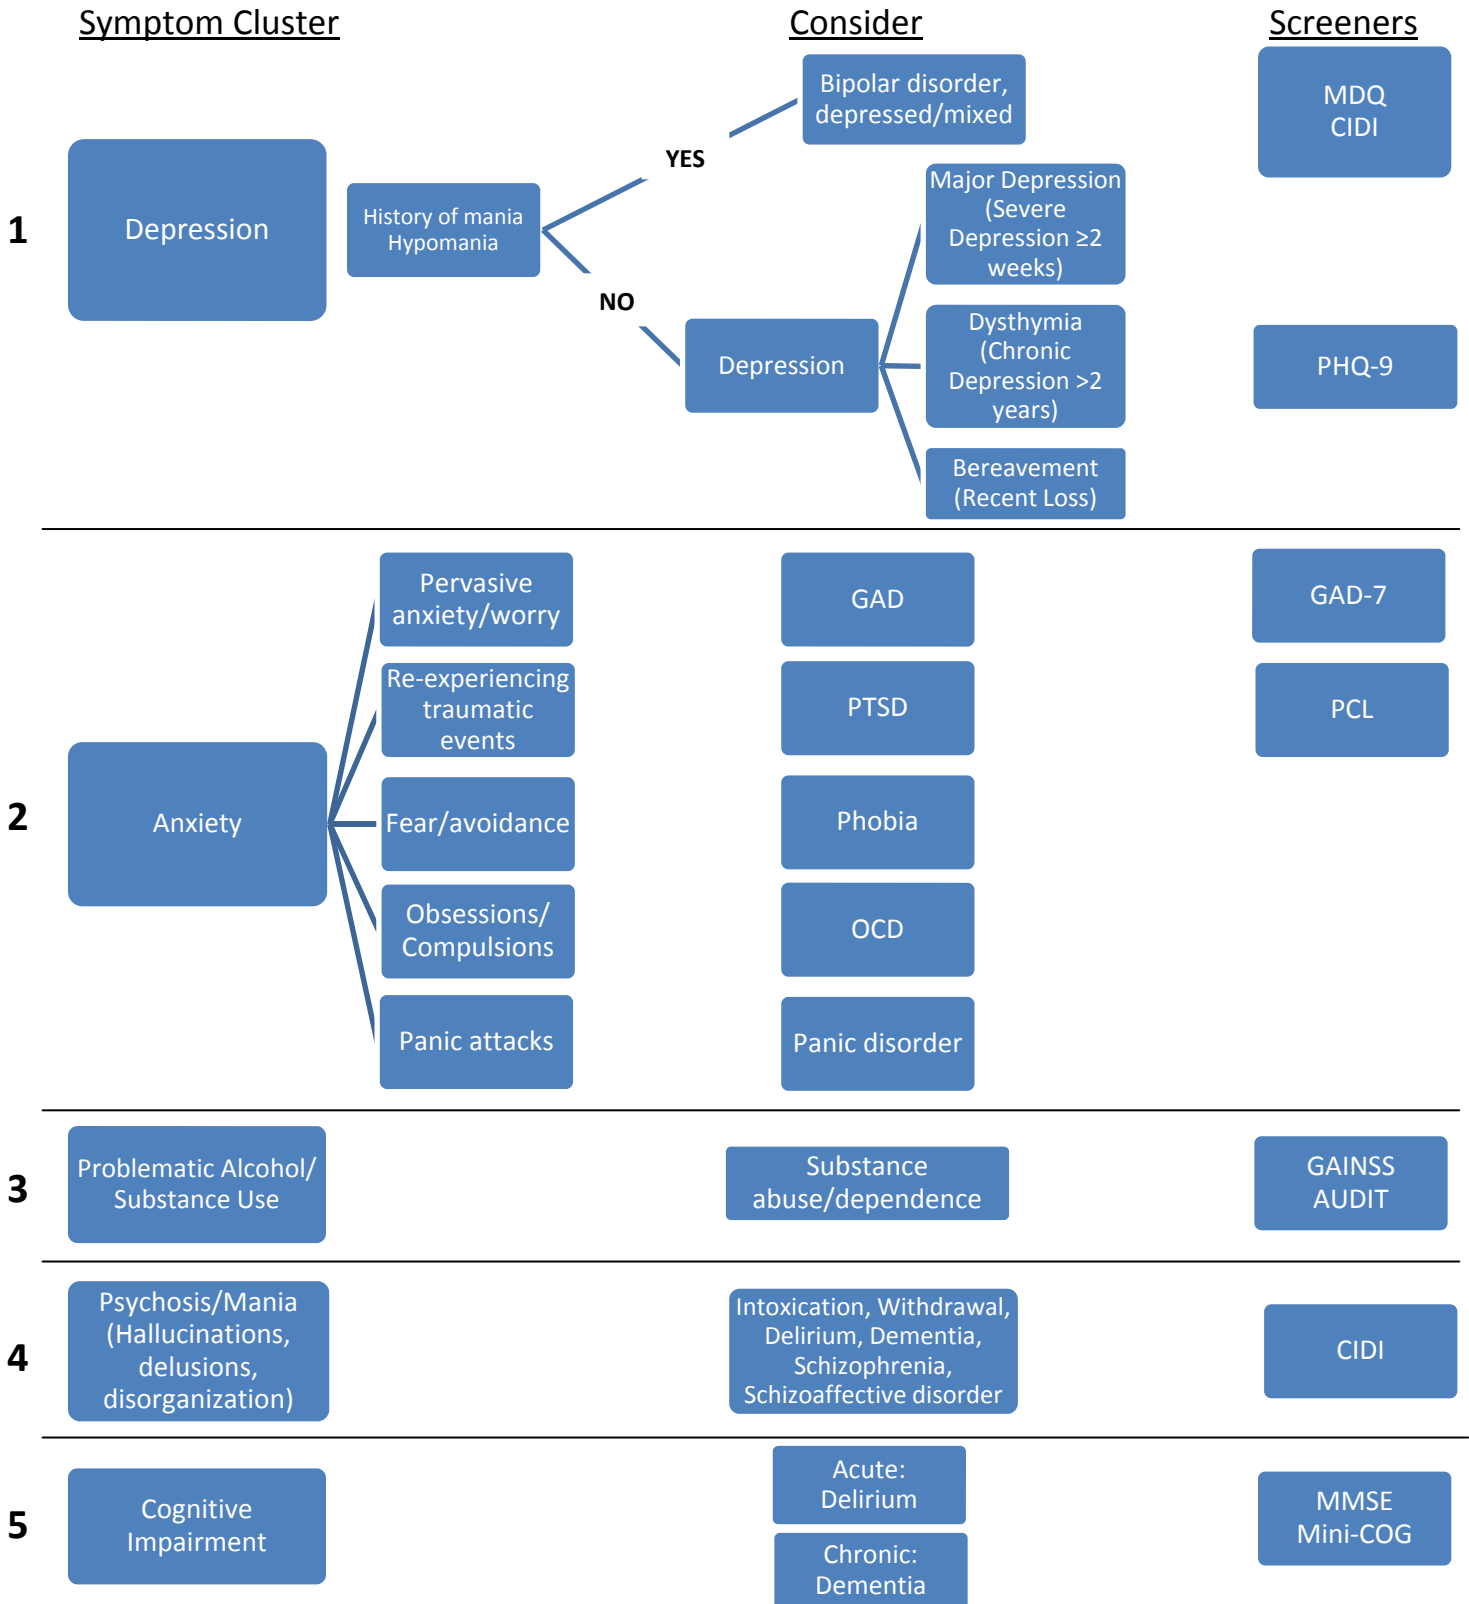 Symptom Cluster
Consider
Screeners
1
Depression
History of mania
Hypomania
YES
NO
Bipolar disorder,
depressed/mixed
Depression
Major Depression
(Severe
Depression ≥2
weeks)
Dysthymia
(Chronic
Depression >2
years)
Bereavement
(Recent Loss)
MDQ
CIDI
PHQ-9
2
Anxiety
Pervasive
anxiety/worry
GAD
GAD-7
Re-experiencing
traumatic
events
PTSD
PCL
Fear/avoidance
Phobia
Obsessions/
Compulsions
OCD
Panic attacks
Panic disorder
3
Problematic Alcohol/
Substance Use
Substance
abuse/dependence
GAINSS
AUDIT
4
Psychosis/Mania
(Hallucinations,
delusions,
disorganization)
Intoxication, Withdrawal,
Delirium, Dementia,
Schizophrenia,
Schizoaffective disorder
CIDI
5
Cognitive
Impairment
Acute:
Delirium
Chronic:
Dementia
MMSE
Mini-COG